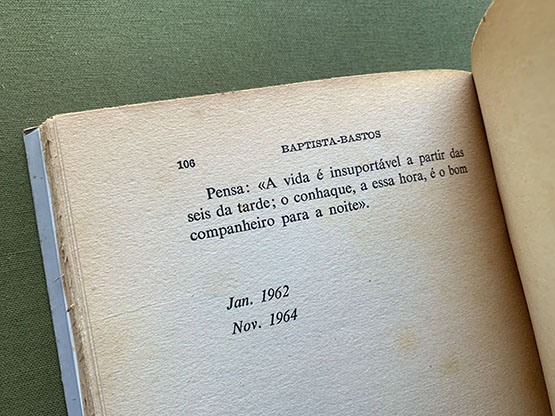 106 BAPTISTA-BASTOS
Pensa: «A vida é insuportável a partir das
seis da tarde; o conhaque, a essa hora, é o bom
companheiro para a noite».
Jan. 1962
Nov. 1964